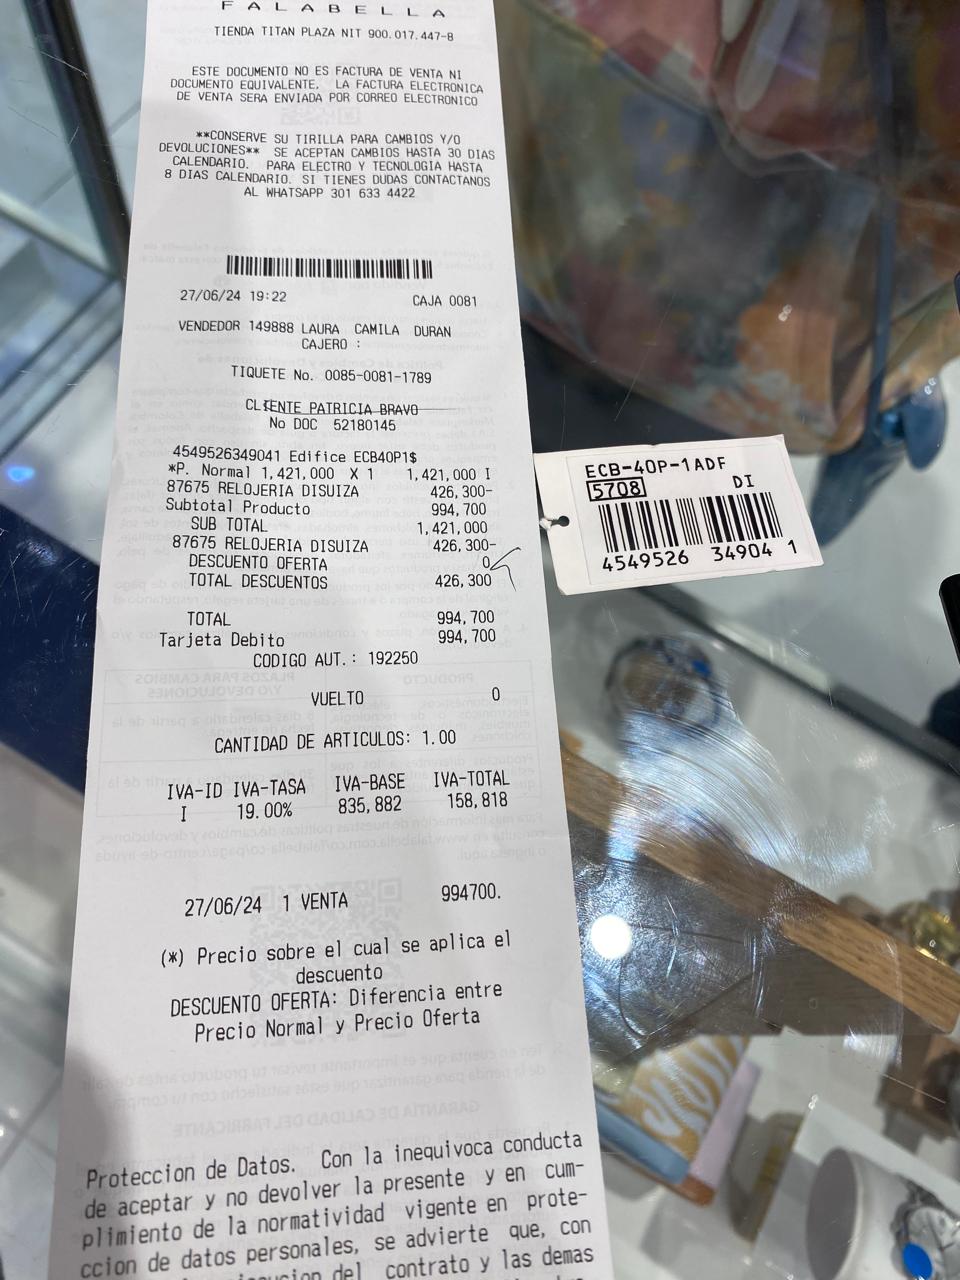 FALABELLA
TIENDA TITAN PLAZA NIT 900.017.447-8
ESTE DOCUMENTO NO ES FACTURA DE VENTA NI
DOCUMENTO EQUIVALENTE. LA FACTURA ELECTRONICA
DE VENTA SERA ENVIADA POR CORREO ELECTRONICO
**CONSERVE SU TIRILLA PARA CAMBIOS Y/O
DEVOLUCIONES** SE ACEPTAN CAMBIOS HASTA 30 DIAS
CALENDARIO. PARA ELECTRO Y TECNOLOGIA HASTA
8 DIAS CALENDARIO. SI TIENES DUDAS CONTACTANOS
AL WHATSAPP 301 633 4422
27/06/24 19:22 CAJA 0081
VENDEDOR 149888 LAURA CAMILA DURAN
CAJERO :
TIQUETE No. 0085-0081-1789
CLIENTE PATRICIA BRAVO
No DOC 52180145
4549526349041 Edifice ECB40P1$
*P. Normal 1,421,000 X 1 1,421,000 I
87675 RELOJERIA DISUIZA 426,300-
Subtotal Producto 994,700
SUB TOTAL 1,421,000
87675 RELOJERIA DISUIZA 426,300-
DESCUENTO OFERTA 0
TOTAL DESCUENTOS 426,300
TOTAL 994,700
Tarjeta Debito 994,700
CODIGO AUT.: 192250
VUELTO 0
CANTIDAD DE ARTICULOS: 1.00
IVA-ID IVA-TASA IVA-BASE IVA-TOTAL
I 19.00% 835,882 158,818
27/06/24 1 VENTA 994700.
(*) Precio sobre el cual se aplica el
descuento
DESCUENTO OFERTA: Diferencia entre
Precio Normal y Precio Oferta
Proteccion de Datos. Con la inequivoca conducta
de aceptar y no devolver la presente y en cum-
plimiento de la normatividad vigente en prote-
ccion de datos personales, se advierte que, con
del contrato y las demas
ECB-40P-1ADF
5708 DI
4549526 34904 1